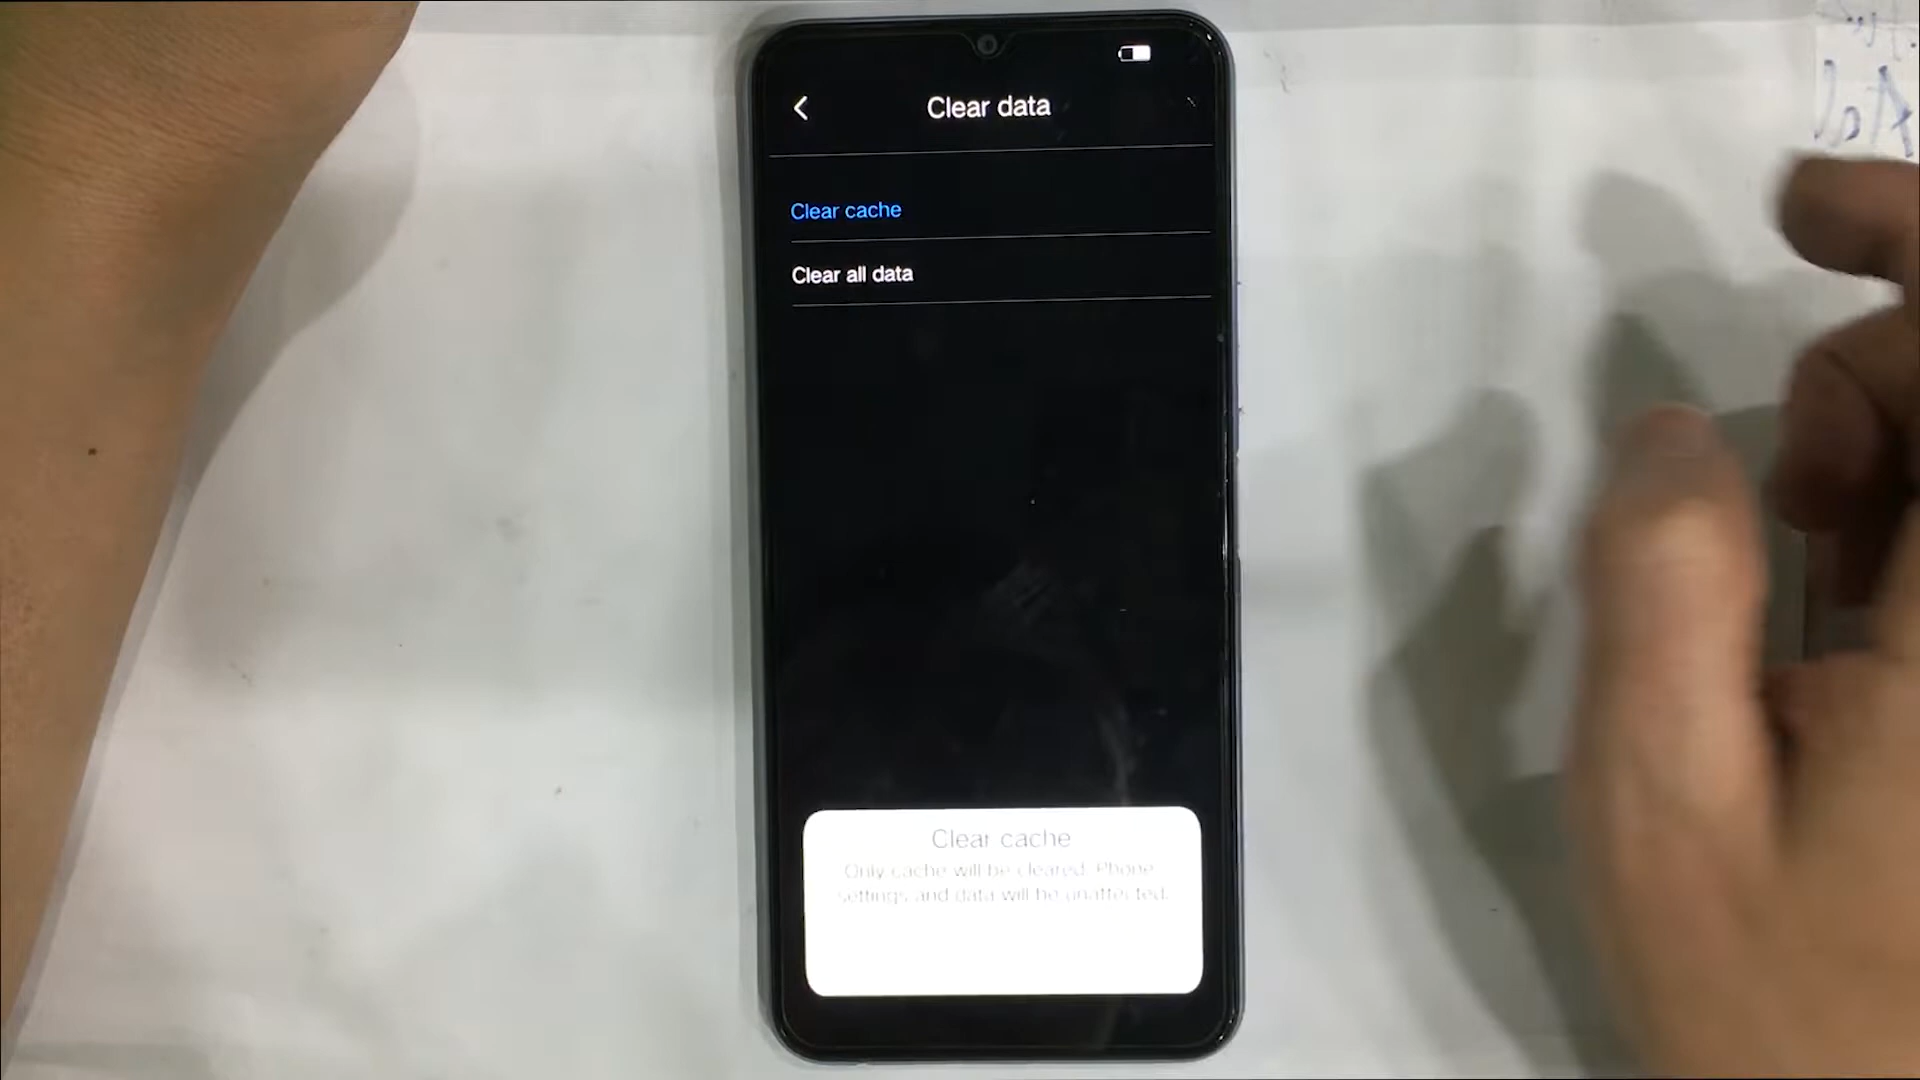 Clear data
Clear cache
Clear all data
Clear cache
Only cache will be cleared. Phone
settings and data will be unaffected.